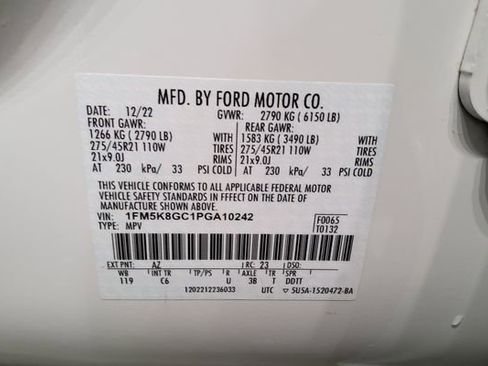 MFD. BY FORD MOTOR CO.
DATE: 12/22 GVWR: 2790 KG ( 6150 LB)
FRONT GAWR: REAR GAWR:
1266 KG ( 2790 LB) WITH 1583 KG ( 3490 LB) WITH
275/45R21 110W TIRES 275/45R21 110W TIRES
21x9.0J RIMS 21x9.0J RIMS
AT 230 kPa/ 33 PSI COLD AT 230 kPa/ 33 PSI COLD
THIS VEHICLE CONFORMS TO ALL APPLICABLE FEDERAL MOTOR
VEHICLE SAFETY STANDARDS IN EFFECT ON THE DATE OF
MANUFACTURE SHOWN ABOVE.
VIN: 1FM5K8GC1PGA10242 F0065
TYPE: MPV T0132
EXT PNT: AZ RC: 23 DSO:
WB INT TR TP/PS R AXLE TR SPR
119 C6 U 3B T DDTT
1202212236033 UTC ▽ 5U5A-1520472-BA